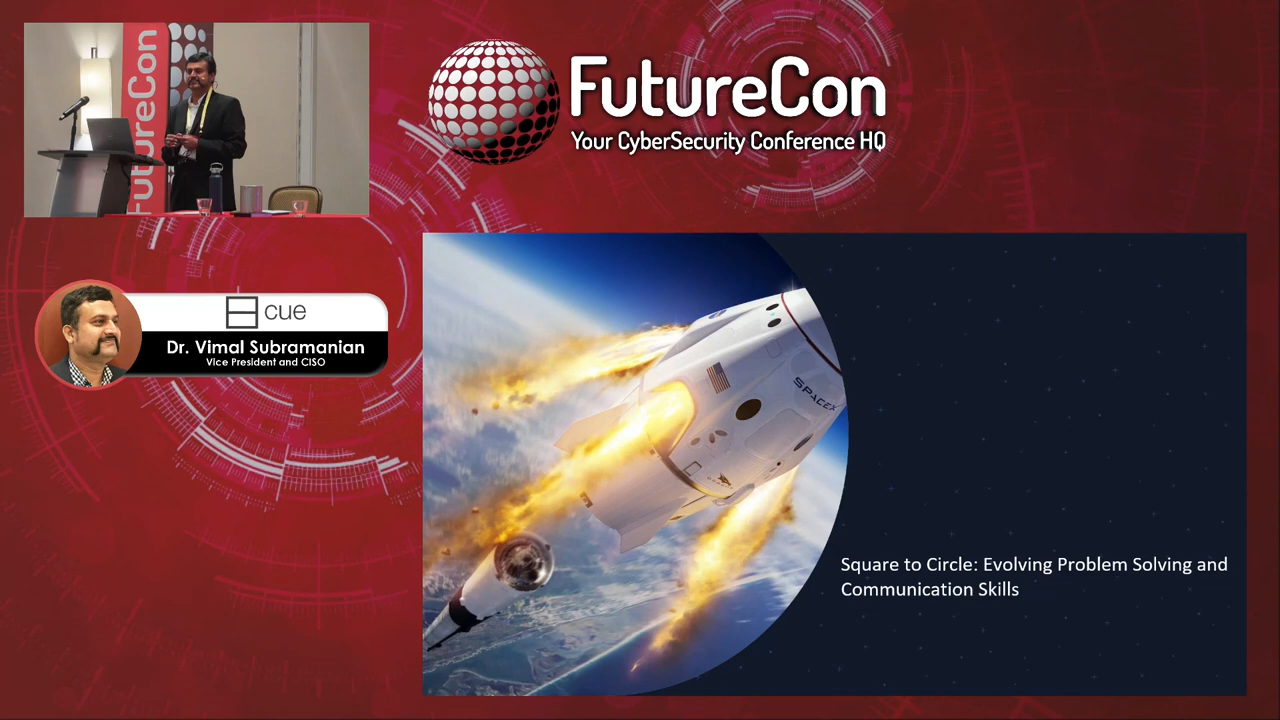 FutureCon
FutureCon
Your CyberSecurity Conference HQ
cue
Dr. Vimal Subramanian
Vice President and CISO
SPACEX
Square to Circle: Evolving Problem Solving and
Communication Skills